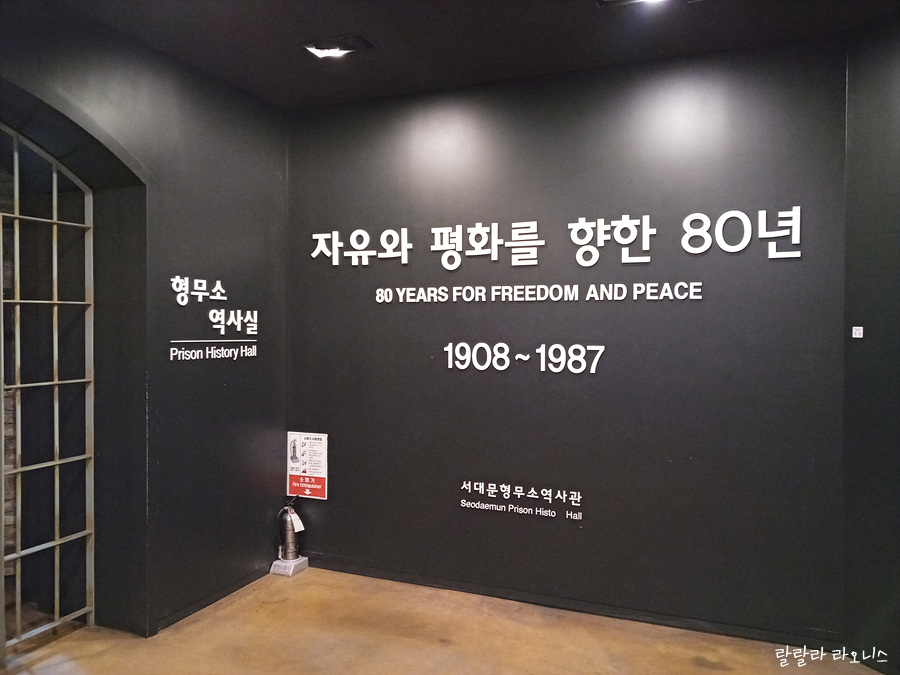 형무소
역사실
Prison History Hall
자유와 평화를 향한 80년
80 YEARS FOR FREEDOM AND PEACE
1908~1987
소화기
Fire Extinguisher
서대문형무소역사관
Seodaemun Prison Histo Hall
랄랄라 라오니스